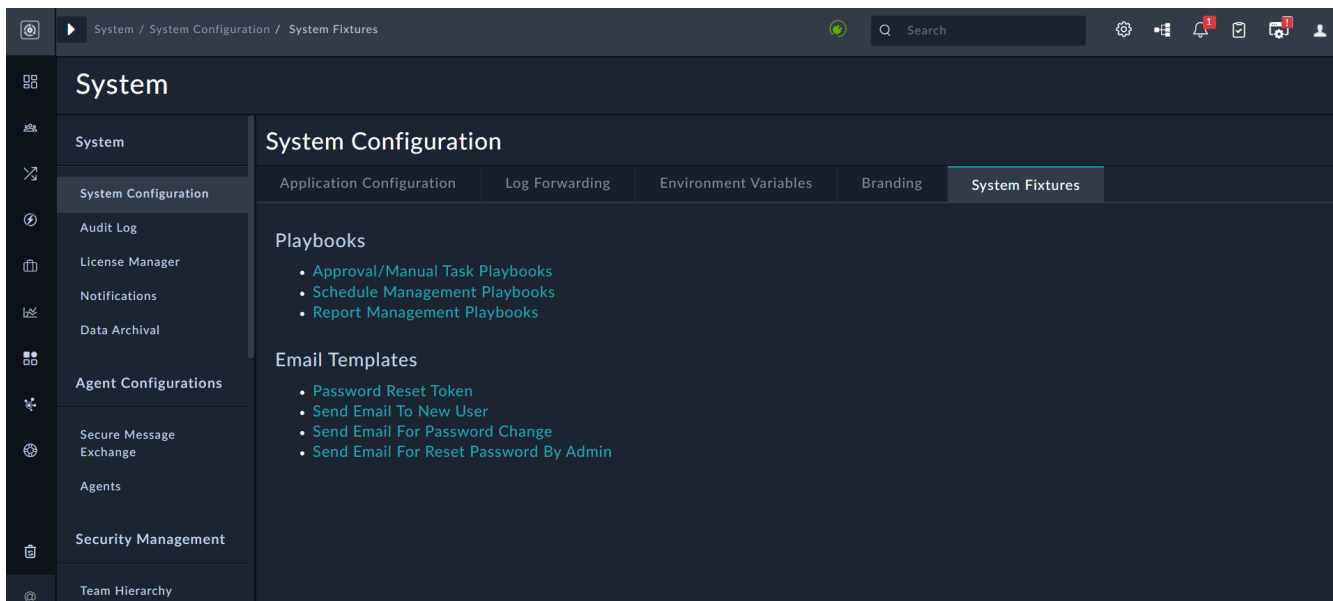 System / System Configuration / System Fixtures
Search
1
!
System
System
System Configuration
Audit Log
License Manager
Notifications
Data Archival
Agent Configurations
Secure Message
Exchange
Agents
Security Management
Team Hierarchy
@
System Configuration
Application Configuration Log Forwarding Environment Variables Branding System Fixtures
Playbooks
• Approval/Manual Task Playbooks
• Schedule Management Playbooks
• Report Management Playbooks
Email Templates
• Password Reset Token
• Send Email To New User
• Send Email For Password Change
• Send Email For Reset Password By Admin